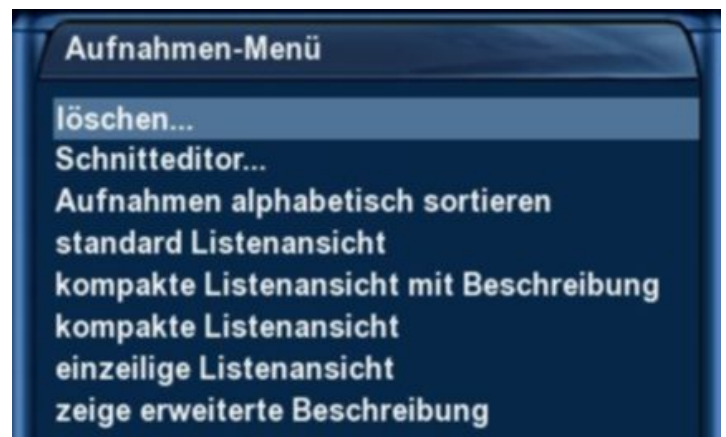 Aufnahmen-Menü
löschen...
Schnitteditor...
Aufnahmen alphabetisch sortieren
standard Listenansicht
kompakte Listenansicht mit Beschreibung
kompakte Listenansicht
einzeilige Listenansicht
zeige erweiterte Beschreibung